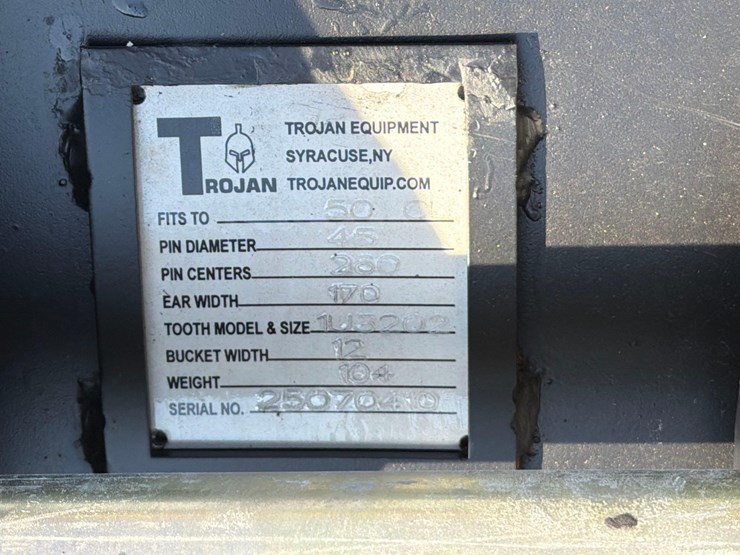 TROJAN
TROJAN EQUIPMENT
SYRACUSE,NY
TROJANEQUIP.COM
FITS TO 50
PIN DIAMETER 45
PIN CENTERS
EAR WIDTH 170
TOOTH MODEL & SIZE 1U3202
BUCKET WIDTH 12
WEIGHT 104
SERIAL NO. 25070410